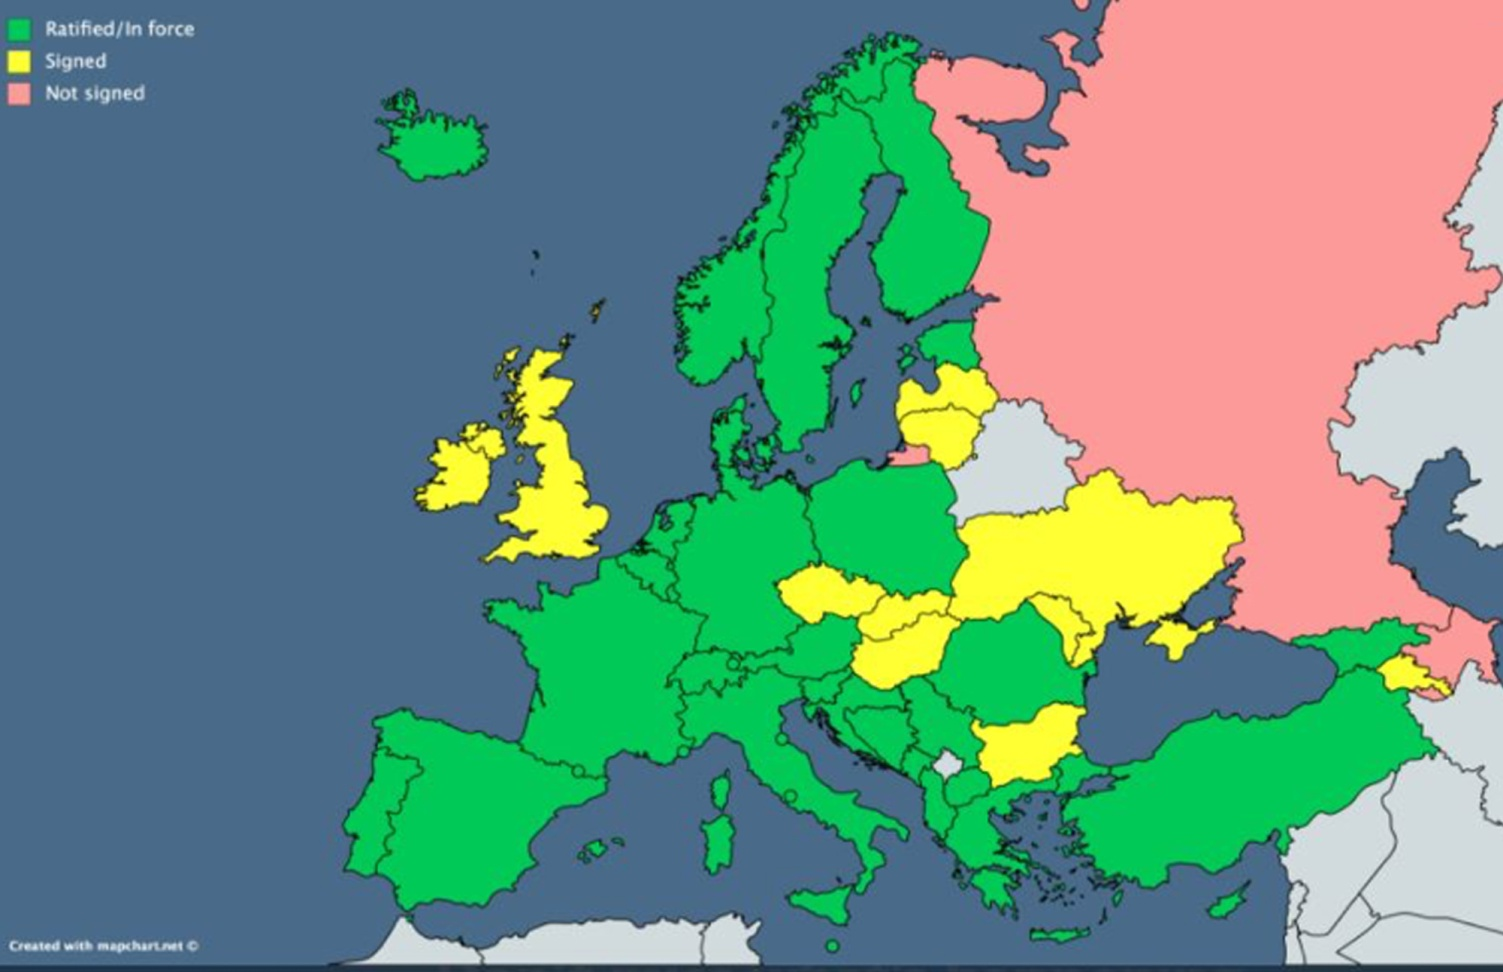 Ratified/In force
Signed
Not signed
Created with mapchart.net ©